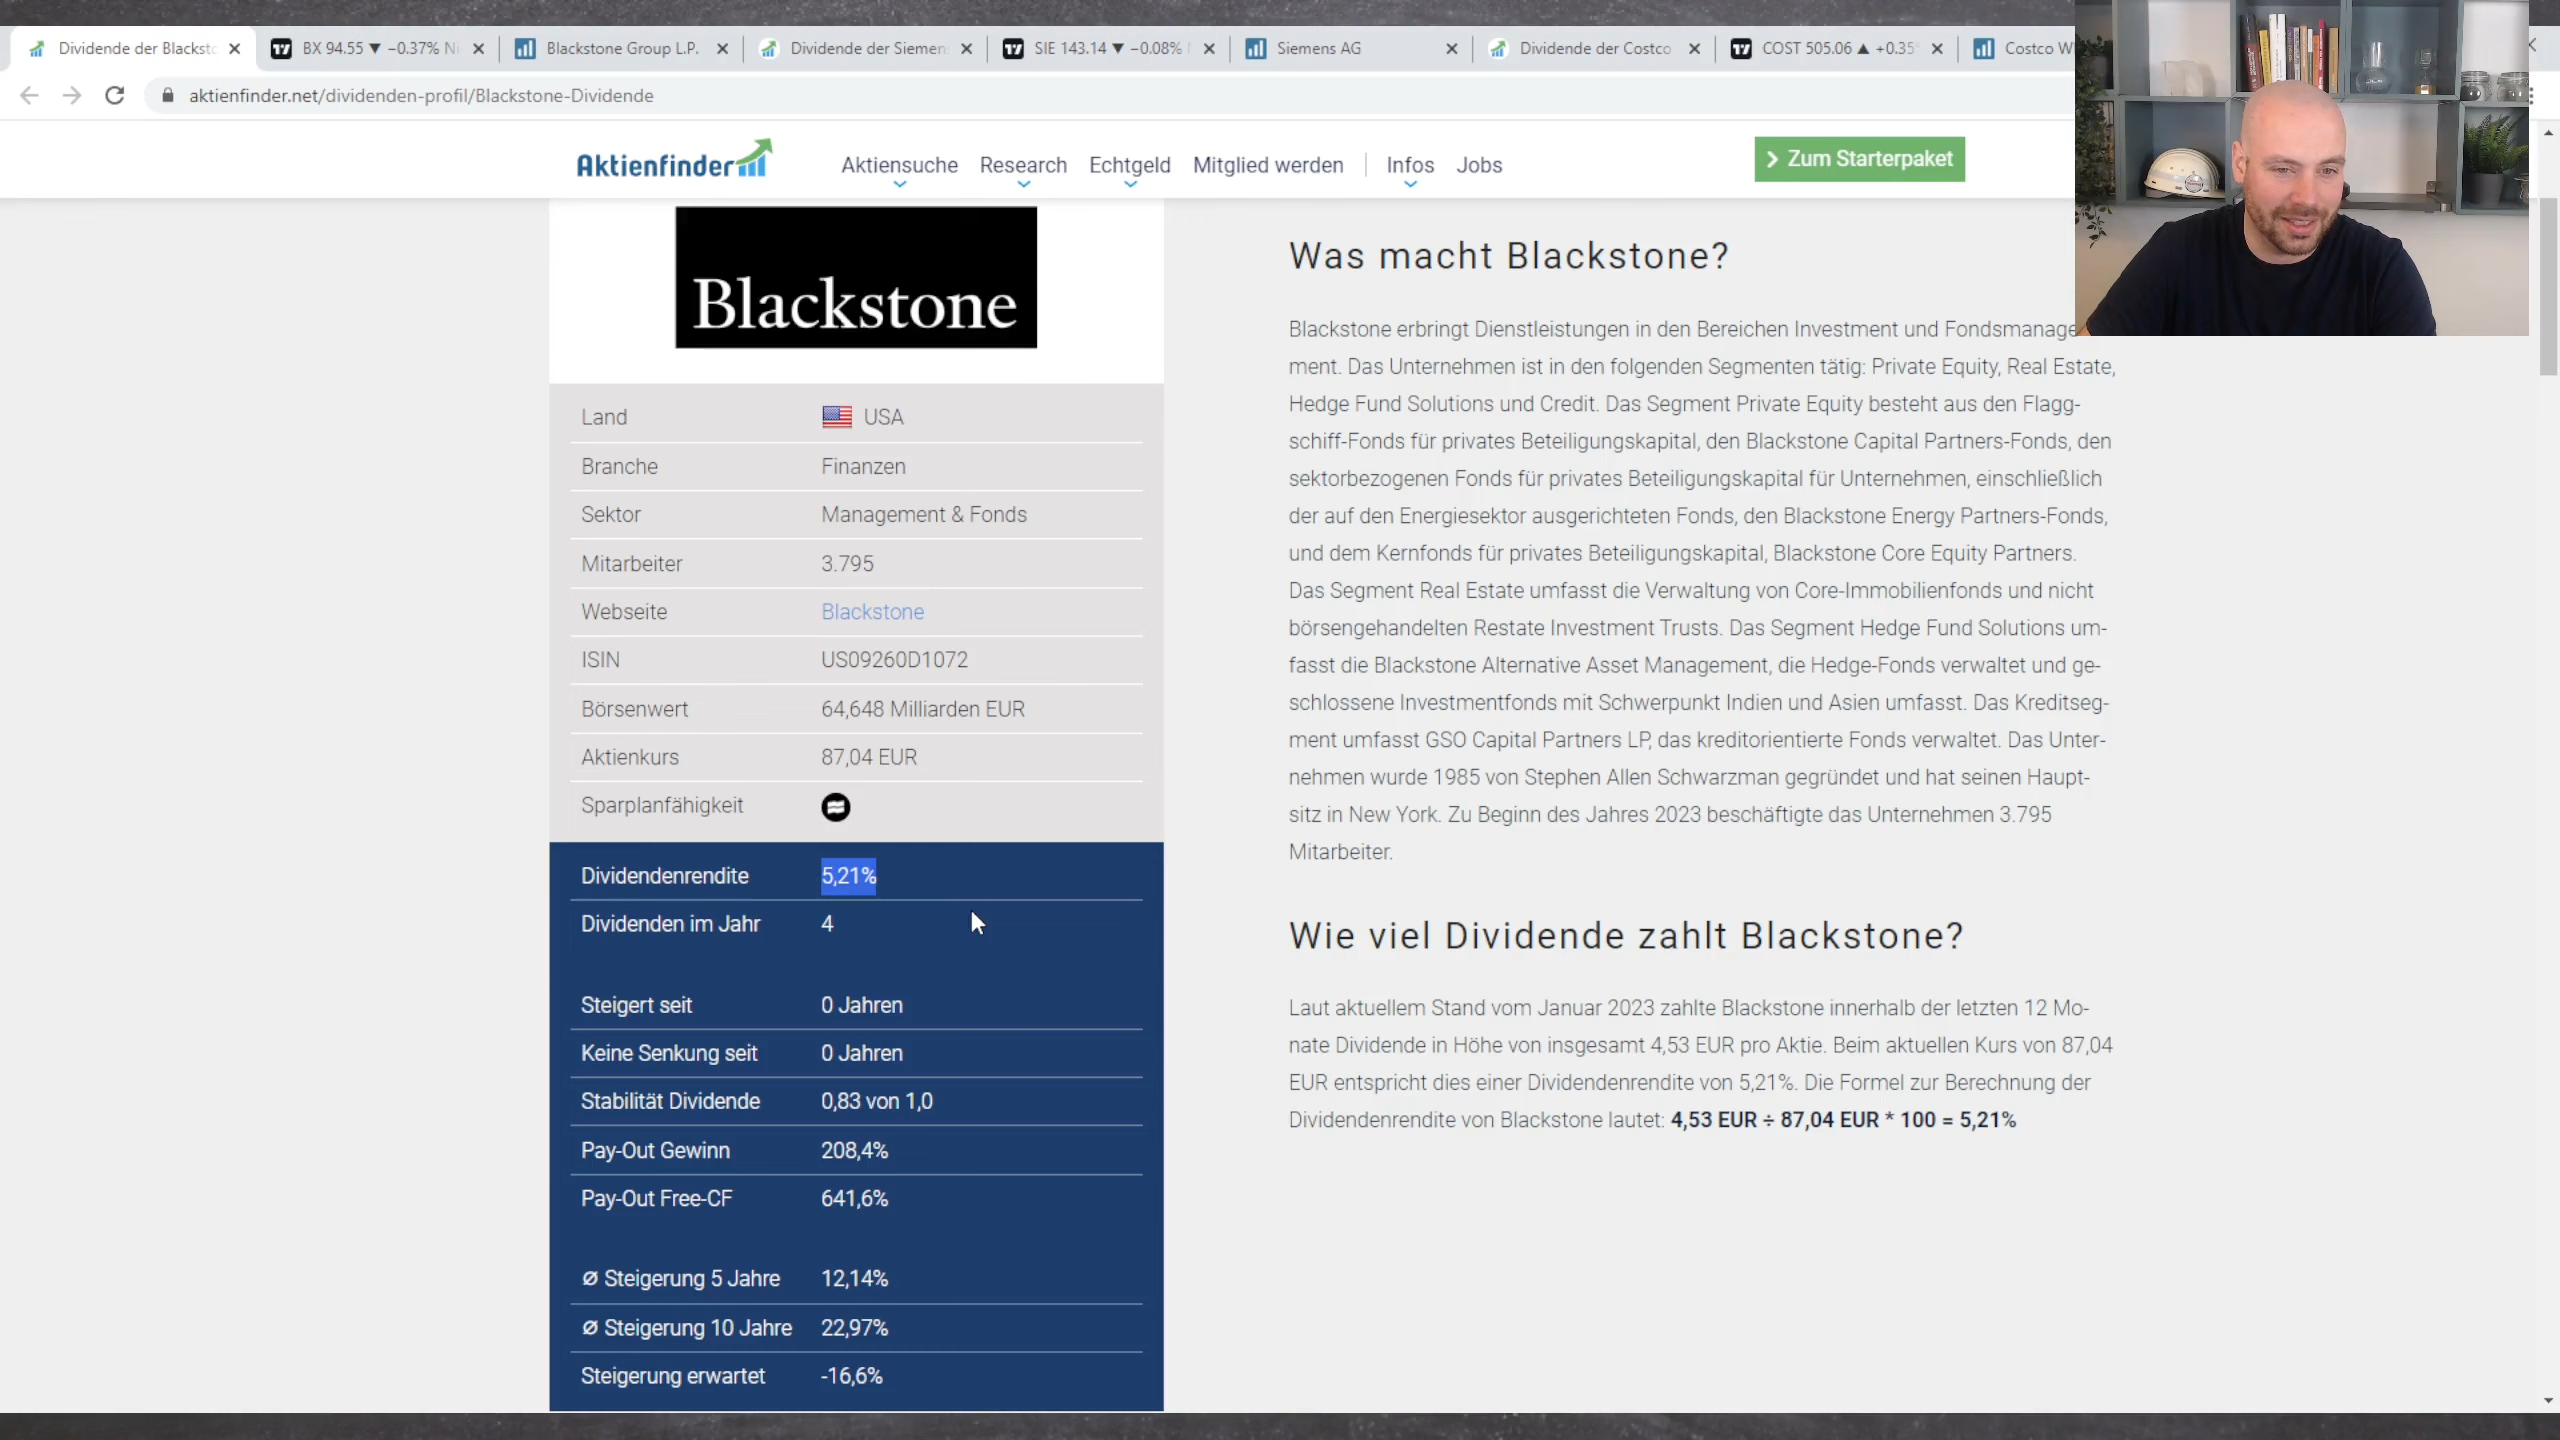 Dividende der Blacksto
BX 94.55 ▼ −0.37% N
Blackstone Group L.P.
Dividende der Siemen
SIE 143.14 ▼ −0.08%
Siemens AG
Dividende der Costco
COST 505.06 ▲ +0.35
Costco W
aktienfinder.net/dividenden-profil/Blackstone-Dividende
Aktienfinder
Aktiensuche
Research
Echtgeld
Mitglied werden
Infos
Jobs
Zum Starterpaket
Blackstone
Land USA
Branche Finanzen
Sektor Management & Fonds
Mitarbeiter 3.795
Webseite Blackstone
ISIN US09260D1072
Börsenwert 64,648 Milliarden EUR
Aktienkurs 87,04 EUR
Sparplanfähigkeit
Dividendenrendite 5,21%
Dividenden im Jahr 4
Steigert seit 0 Jahren
Keine Senkung seit 0 Jahren
Stabilität Dividende 0,83 von 1,0
Pay-Out Gewinn 208,4%
Pay-Out Free-CF 641,6%
Ø Steigerung 5 Jahre 12,14%
Ø Steigerung 10 Jahre 22,97%
Steigerung erwartet -16,6%
Was macht Blackstone?
Blackstone erbringt Dienstleistungen in den Bereichen Investment und Fondsmanage
ment. Das Unternehmen ist in den folgenden Segmenten tätig: Private Equity, Real Estate,
Hedge Fund Solutions und Credit. Das Segment Private Equity besteht aus den Flagg-
schiff-Fonds für privates Beteiligungskapital, den Blackstone Capital Partners-Fonds, den
sektorbezogenen Fonds für privates Beteiligungskapital für Unternehmen, einschließlich
der auf den Energiesektor ausgerichteten Fonds, den Blackstone Energy Partners-Fonds,
und dem Kernfonds für privates Beteiligungskapital, Blackstone Core Equity Partners.
Das Segment Real Estate umfasst die Verwaltung von Core-Immobilienfonds und nicht
börsengehandelten Restate Investment Trusts. Das Segment Hedge Fund Solutions um-
fasst die Blackstone Alternative Asset Management, die Hedge-Fonds verwaltet und ge-
schlossene Investmentfonds mit Schwerpunkt Indien und Asien umfasst. Das Kreditseg-
ment umfasst GSO Capital Partners LP, das kreditorientierte Fonds verwaltet. Das Unter-
nehmen wurde 1985 von Stephen Allen Schwarzman gegründet und hat seinen Haupt-
sitz in New York. Zu Beginn des Jahres 2023 beschäftigte das Unternehmen 3.795
Mitarbeiter.
Wie viel Dividende zahlt Blackstone?
Laut aktuellem Stand vom Januar 2023 zahlte Blackstone innerhalb der letzten 12 Mo-
nate Dividende in Höhe von insgesamt 4,53 EUR pro Aktie. Beim aktuellen Kurs von 87,04
EUR entspricht dies einer Dividendenrendite von 5,21%. Die Formel zur Berechnung der
Dividendenrendite von Blackstone lautet: 4,53 EUR ÷ 87,04 EUR * 100 = 5,21%